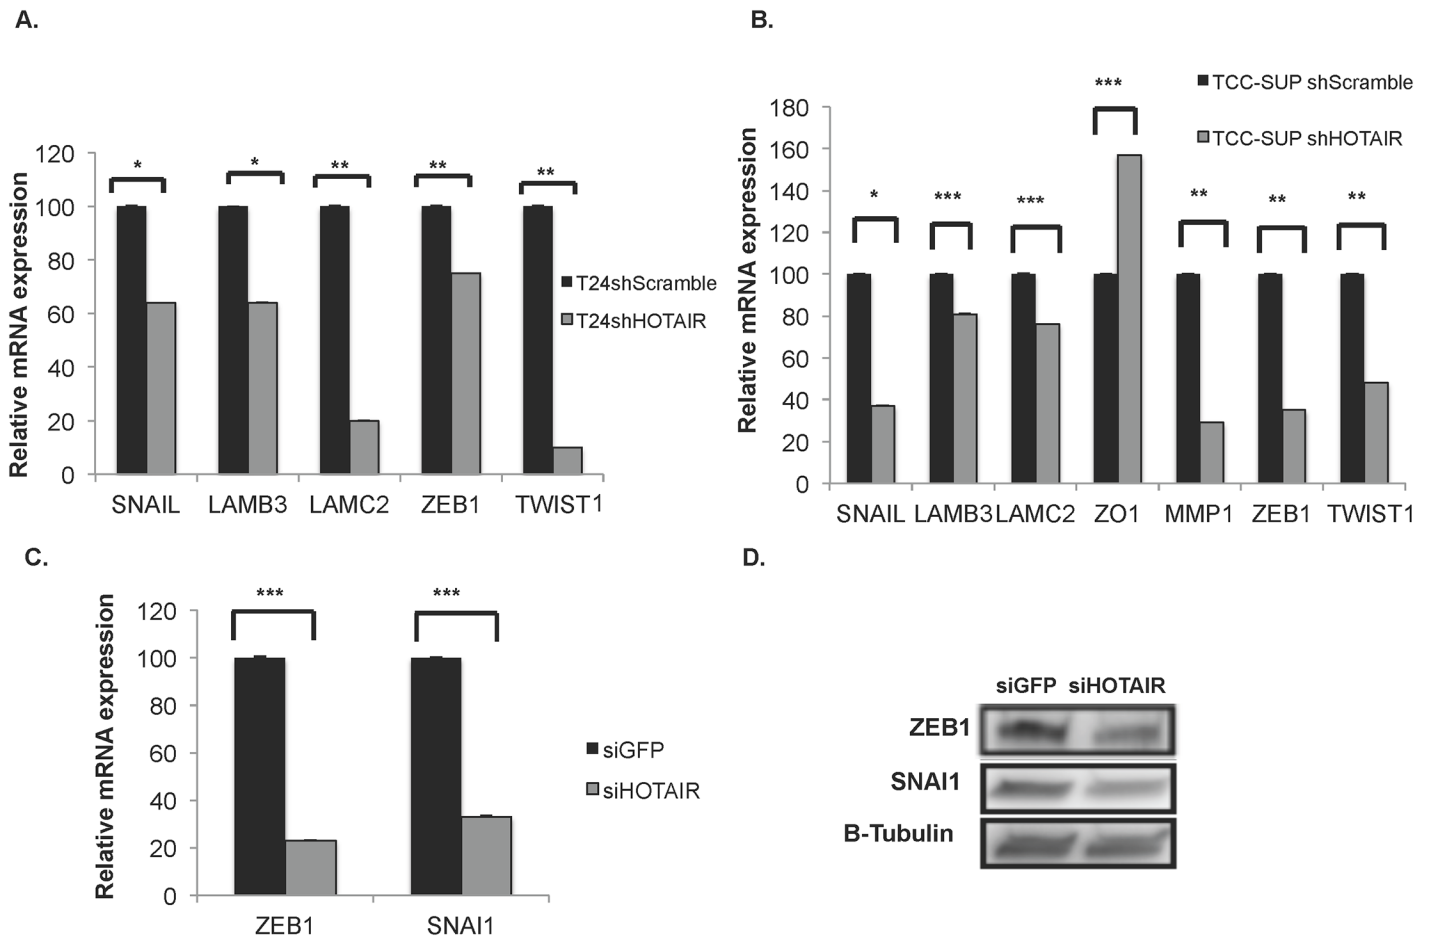 A.
Relative mRNA expression
120
100
80
60
40
20
0
* * ** ** **
SNAIL LAMB3 LAMC2 ZEB1 TWIST1
T24shScramble
T24shHOTAIR
B.
Relative mRNA expression
180
160
140
120
100
80
60
40
20
0
* *** *** *** ** ** **
SNAIL LAMB3 LAMC2 ZO1 MMP1 ZEB1 TWIST1
TCC-SUP shScramble
TCC-SUP shHOTAIR
C.
Relative mRNA expression
120
100
80
60
40
20
0
*** ***
ZEB1 SNAI1
siGFP
siHOTAIR
D.
siGFP siHOTAIR
ZEB1
SNAI1
B-Tubulin